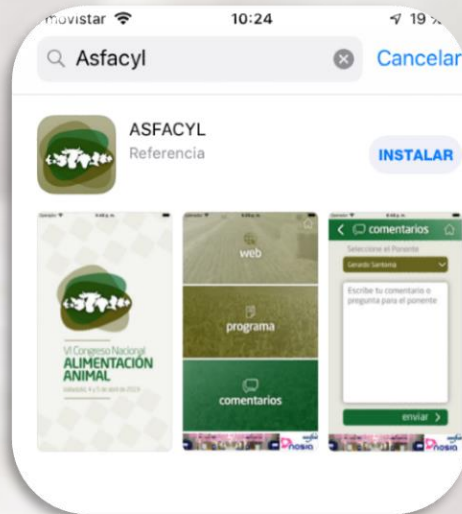 movistar 10:24 19 %
Asfacyl Cancelar
ASFACYL
Referencia
INSTALAR
VI Congreso Nacional
ALIMENTACIÓN
ANIMAL
web
programa
comentarios
comentarios
Seleccione el Ponente
Gerardo Santomá
Escribe tu comentario o
pregunta para el ponente
enviar